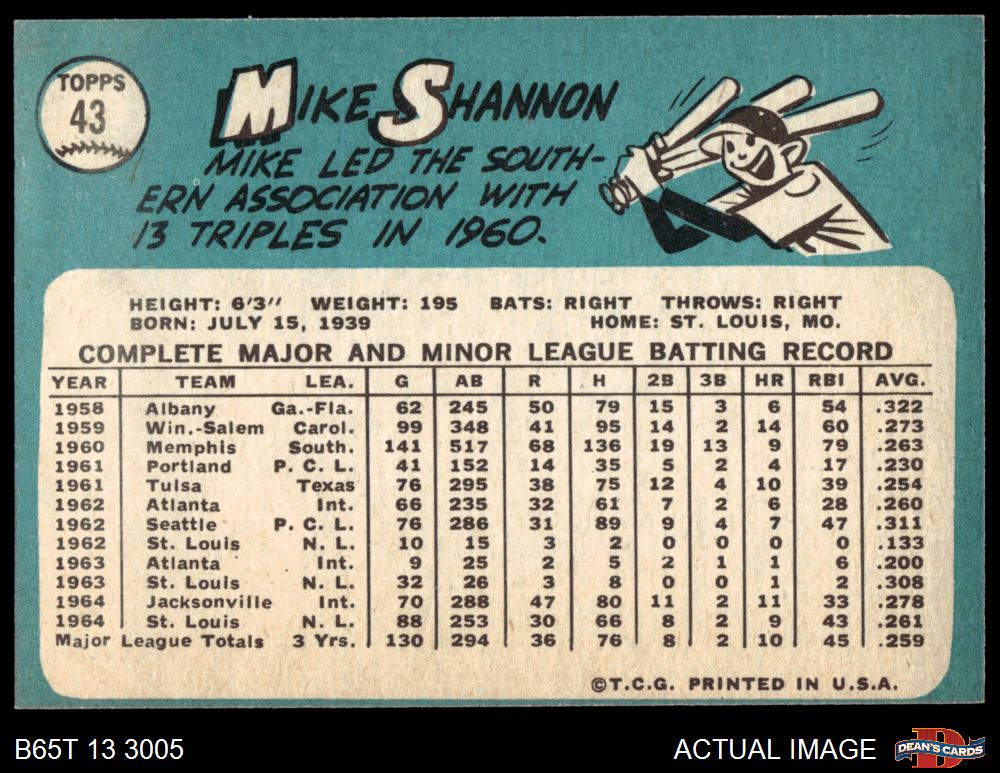 TOPPS
43
MIKE SHANNON
MIKE LED THE SOUTH-
ERN ASSOCIATION WITH
13 TRIPLES IN 1960.
HEIGHT: 6'3" WEIGHT: 195 BATS: RIGHT THROWS: RIGHT
BORN: JULY 15, 1939 HOME: ST. LOUIS, MO.
COMPLETE MAJOR AND MINOR LEAGUE BATTING RECORD
YEAR TEAM LEA. G AB R H 2B 3B HR RBI AVG.
1958 Albany Ga.-Fla. 62 245 50 79 15 3 6 54 .322
1959 Win.-Salem Carol. 99 348 41 95 14 2 14 60 .273
1960 Memphis South. 141 517 68 136 19 13 9 79 .263
1961 Portland P. C. L. 41 152 14 35 5 2 4 17 .230
1961 Tulsa Texas 76 295 38 75 12 4 10 39 .254
1962 Atlanta Int. 66 235 32 61 7 2 6 28 .260
1962 Seattle P. C. L. 76 286 31 89 9 4 7 47 .311
1962 St. Louis N. L. 10 15 3 2 0 0 0 0 .133
1963 Atlanta Int. 9 25 2 5 2 1 1 6 .200
1963 St. Louis N. L. 32 26 3 8 0 0 1 2 .308
1964 Jacksonville Int. 70 288 47 80 11 2 11 33 .278
1964 St. Louis N. L. 88 253 30 66 8 2 9 43 .261
Major League Totals 3 Yrs. 130 294 36 76 8 2 10 45 .259
©T.C.G. PRINTED IN U.S.A.
B65T 13 3005 ACTUAL IMAGE DEAN'S CARDS